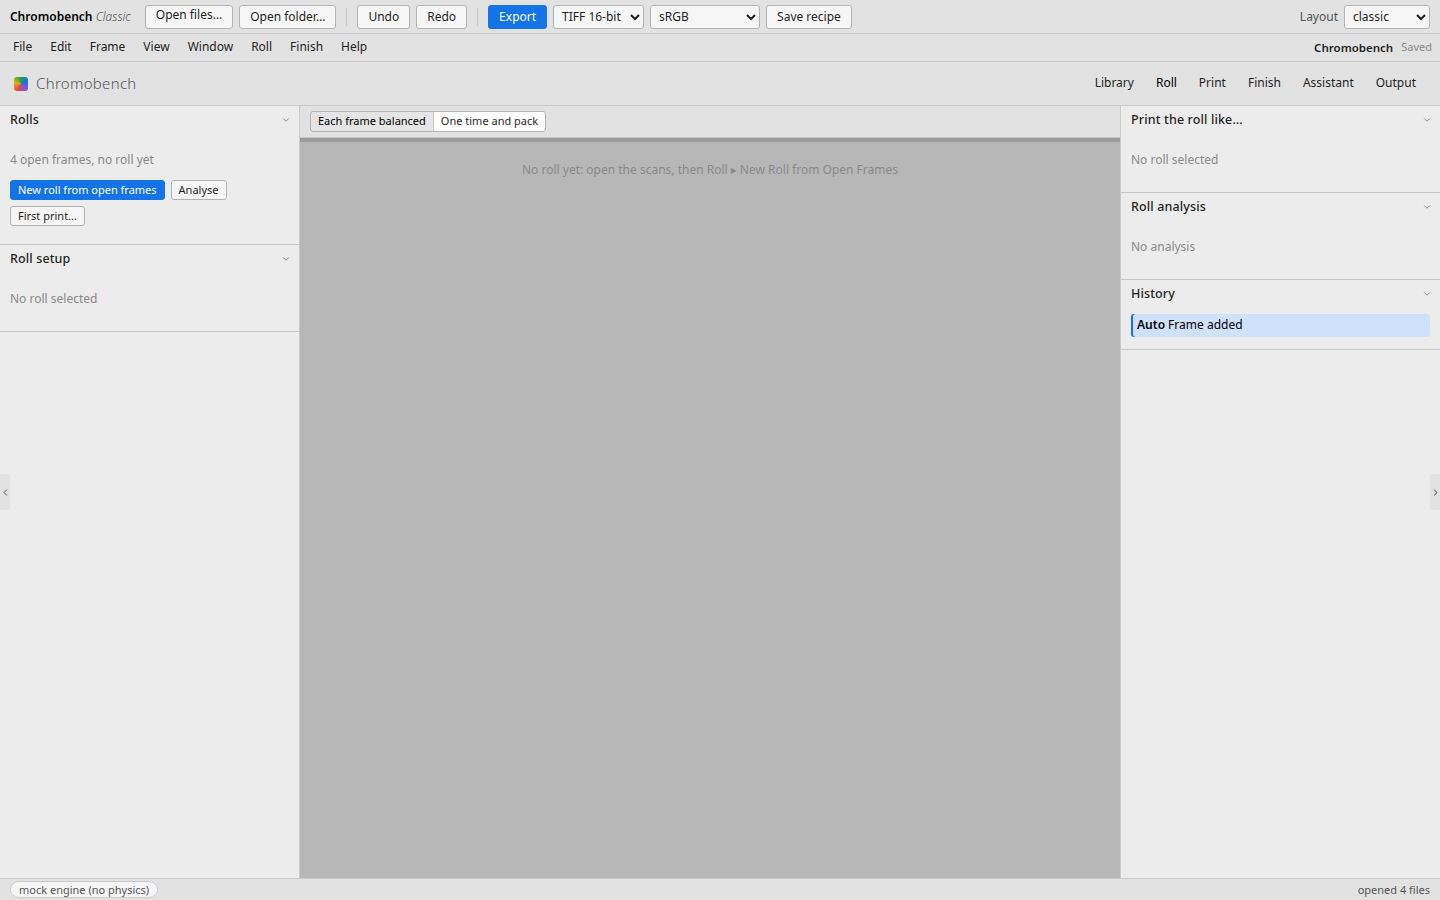 Chromobench Classic Open files... Open folder... Undo Redo Export TIFF 16-bit sRGB Save recipe Layout classic
File Edit Frame View Window Roll Finish Help Chromobench Saved
Chromobench Library Roll Print Finish Assistant Output
Rolls
4 open frames, no roll yet
New roll from open frames Analyse
First print...
Roll setup
No roll selected
Each frame balanced One time and pack
No roll yet: open the scans, then Roll ▸ New Roll from Open Frames
Print the roll like...
No roll selected
Roll analysis
No analysis
History
Auto Frame added
mock engine (no physics) opened 4 files